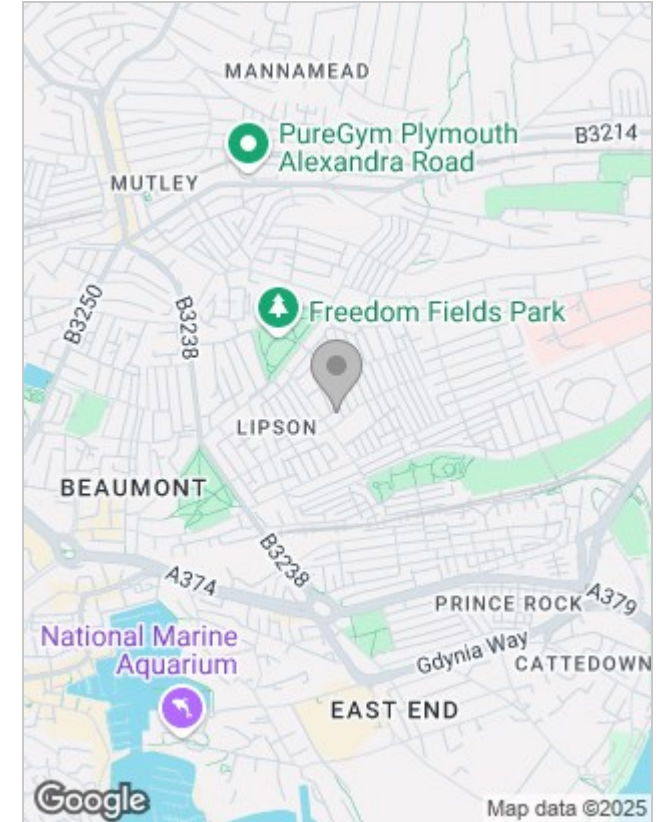 MANNAMEAD
PureGym Plymouth
Alexandra Road
B3214
MUTLEY
B3250
B3238
Freedom Fields Park
LIPSON
BEAUMONT
B3238
A374
PRINCE ROCK
A379
National Marine
Aquarium
Gdynia Way
CATTEDOWN
EAST END
Google
Map data ©2025